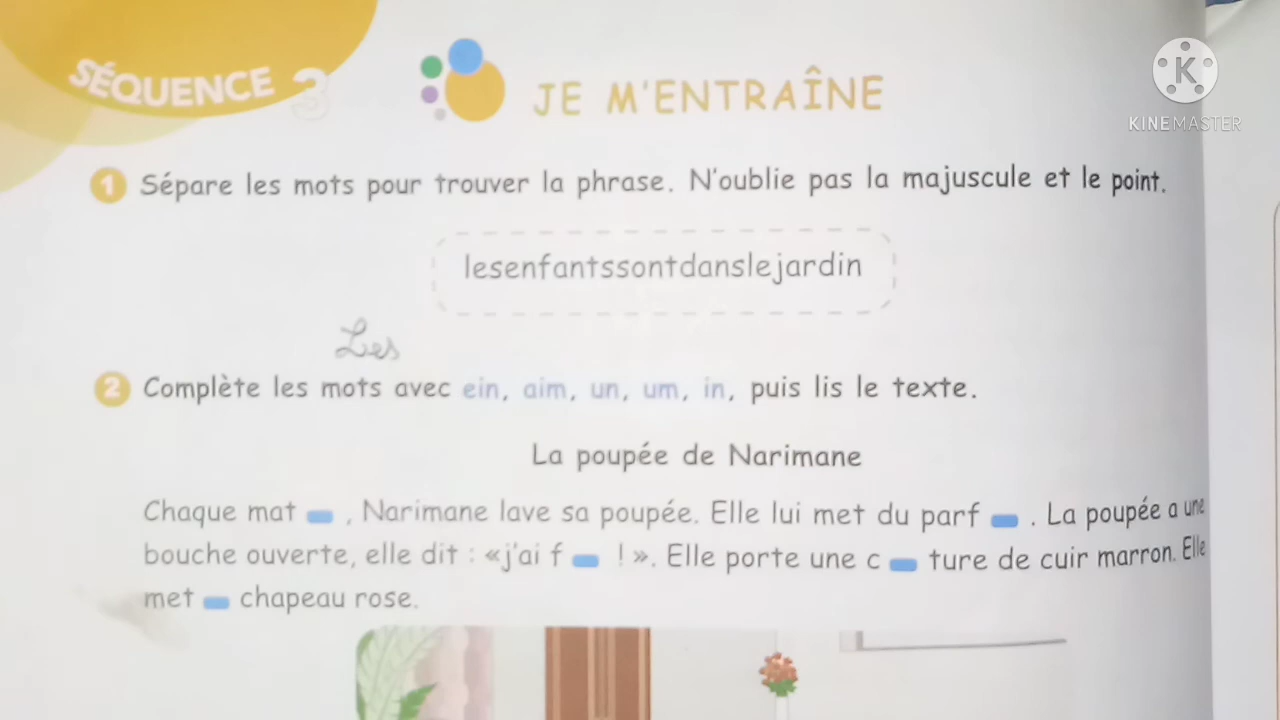 SÉQUENCE 3
JE M'ENTRAÎNE
KINEMASTER
1 Sépare les mots pour trouver la phrase. N'oublie pas la majuscule et le point.
lesenfantssontdanslejardin
Les
2 Complète les mots avec ein, aim, un, um, in, puis lis le texte.
La poupée de Narimane
Chaque mat , Narimane lave sa poupée. Elle lui met du parf . La poupée a une
bouche ouverte, elle dit : «j'ai f ! ». Elle porte une c ture de cuir marron. Elle
met chapeau rose.